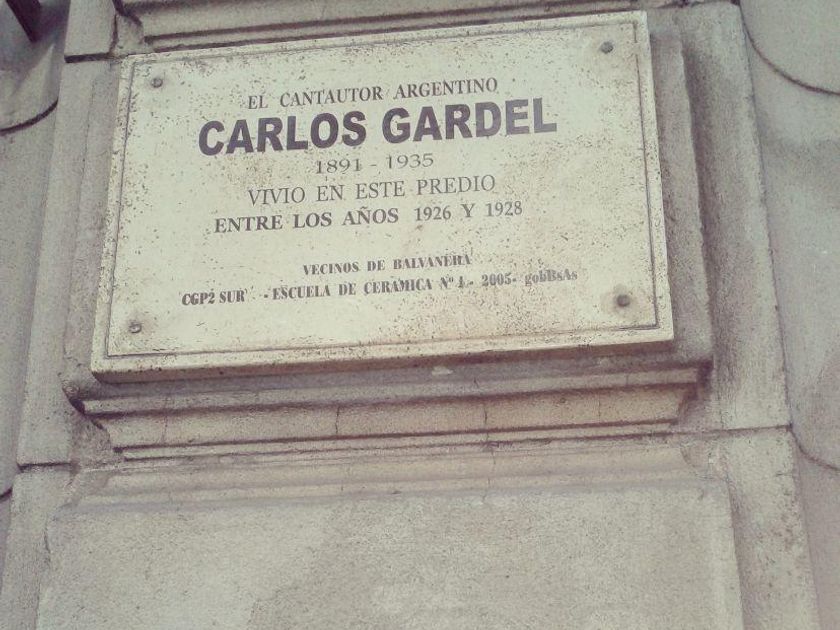 EL CANTAUTOR ARGENTINO
CARLOS GARDEL
1891 - 1935
VIVIO EN ESTE PREDIO
ENTRE LOS AÑOS 1926 Y 1928
VECINOS DE BALVANERA
CGP2 SUR - ESCUELA DE CERAMICA Nº 1 - 2005- gobBsAs